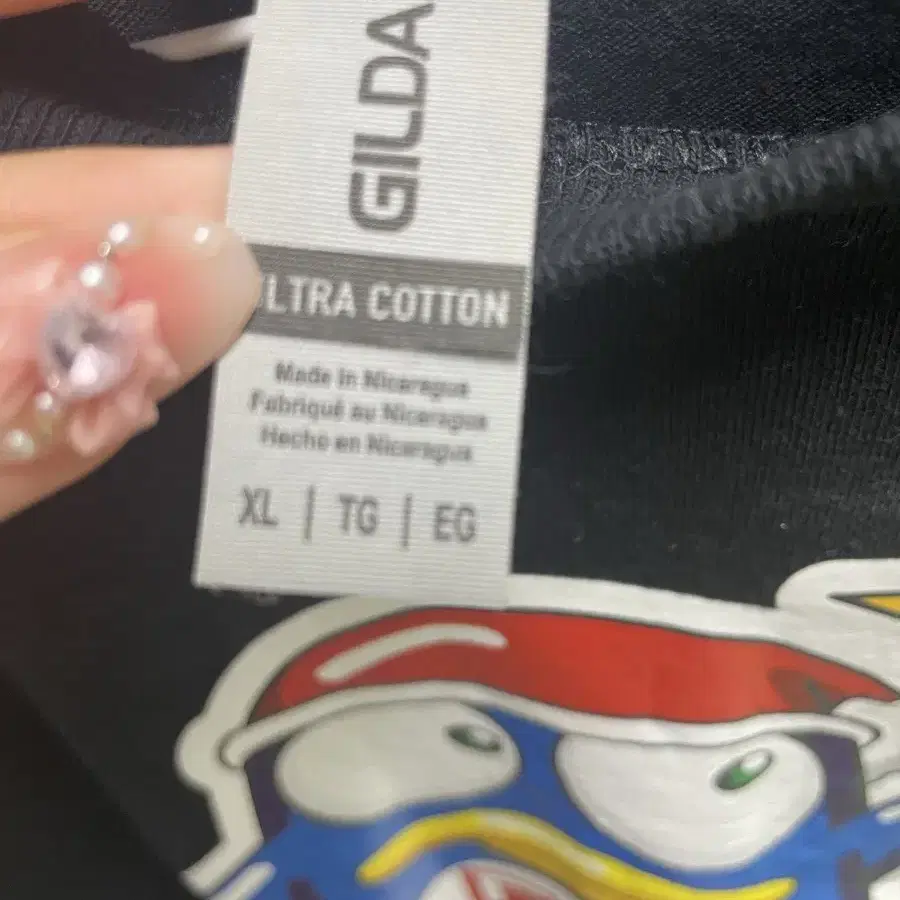 GILDA
LTRA COTTON
Made in Nicaragua
Fabriqué au Nicaragua
Hecho en Nicaragua
XL | TG | EG